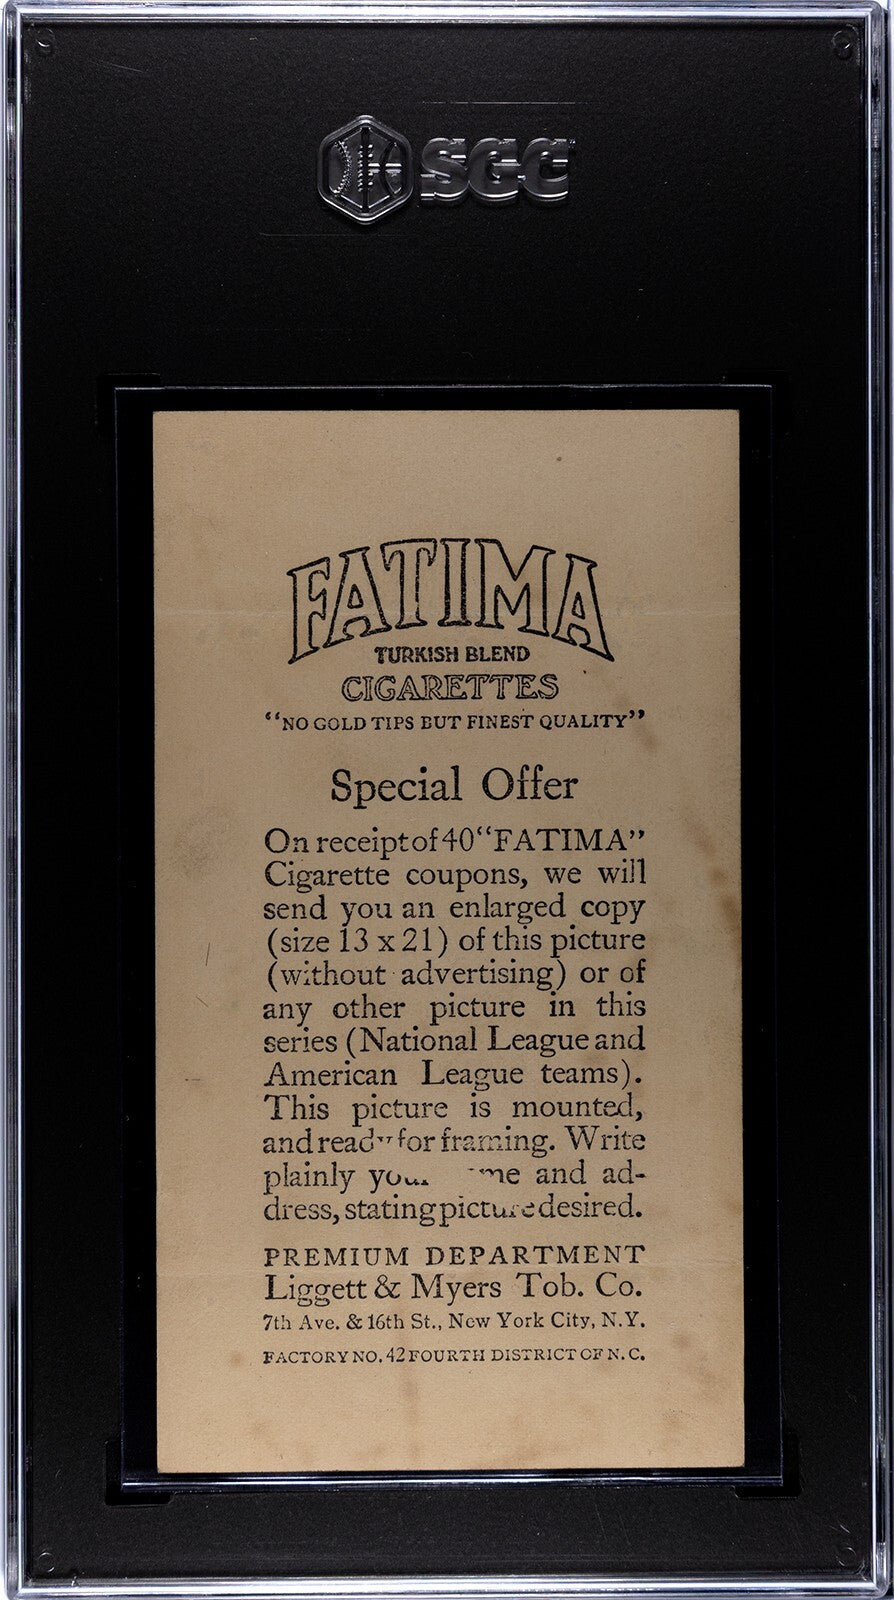 SGC
FATIMA
TURKISH BLEND
CIGARETTES
"NO GOLD TIPS BUT FINEST QUALITY"
Special Offer
On receipt of 40 "FATIMA"
Cigarette coupons, we will
send you an enlarged copy
(size 13 x 21) of this picture
(without advertising) or of
any other picture in this
series (National League and
American League teams).
This picture is mounted,
and ready for framing. Write
plainly and ad-
dress, stating picture desired.
PREMIUM DEPARTMENT
Liggett & Myers Tob. Co.
7th Ave. & 16th St., New York City, N.Y.
FACTORY NO. 42 FOURTH DISTRICT OF N. C.